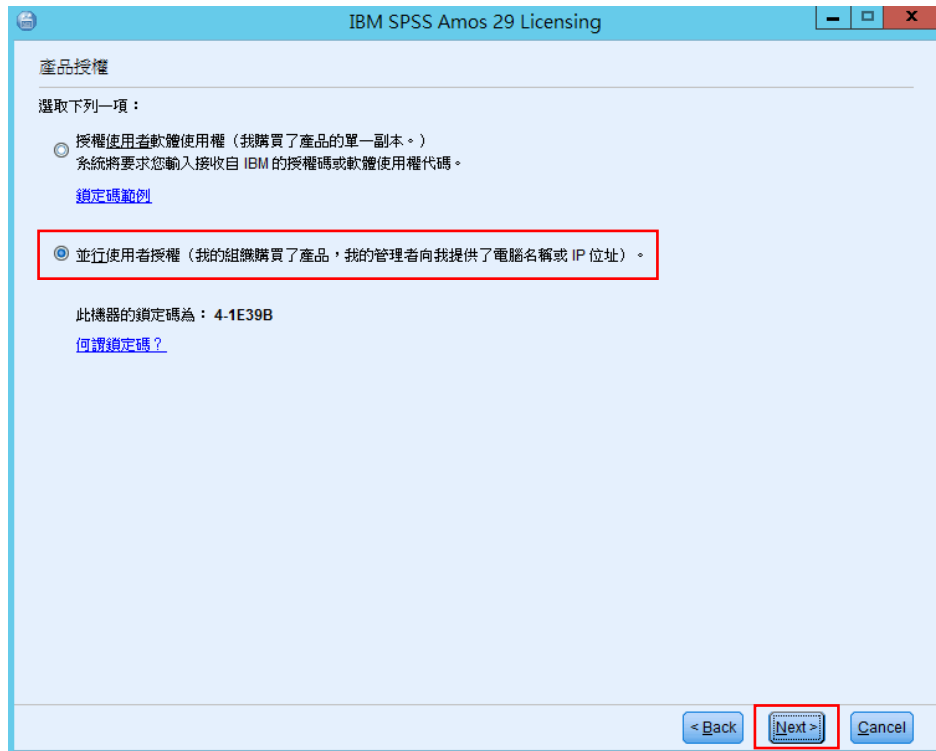 IBM SPSS Amos 29 Licensing
產品授權
選取下列一項：
授權使用者軟體使用權（我購買了產品的單一副本。）
系統將要求您輸入接收自 IBM 的授權碼或軟體使用權代碼。
鎖定碼範例
並行使用者授權（我的組織購買了產品，我的管理者向我提供了電腦名稱或 IP 位址）。
此機器的鎖定碼為： 4-1E39B
何謂鎖定碼？
< Back Next > Cancel